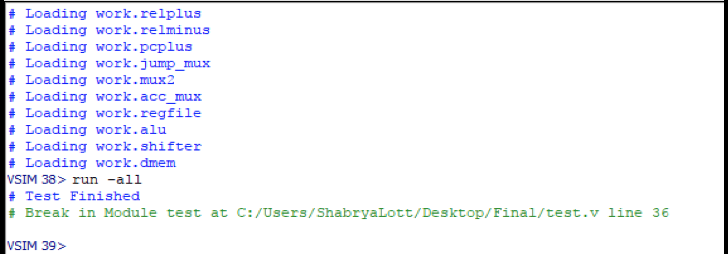 # Loading work.relplus
# Loading work.relminus
# Loading work.pcplus
# Loading work.jump_mux
# Loading work.mux2
# Loading work.acc_mux
# Loading work.regfile
# Loading work.alu
# Loading work.shifter
# Loading work.dmem
VSIM 38> run -all
# Test Finished
# Break in Module test at C:/Users/ShabryaLott/Desktop/Final/test.v line 36
VSIM 39>